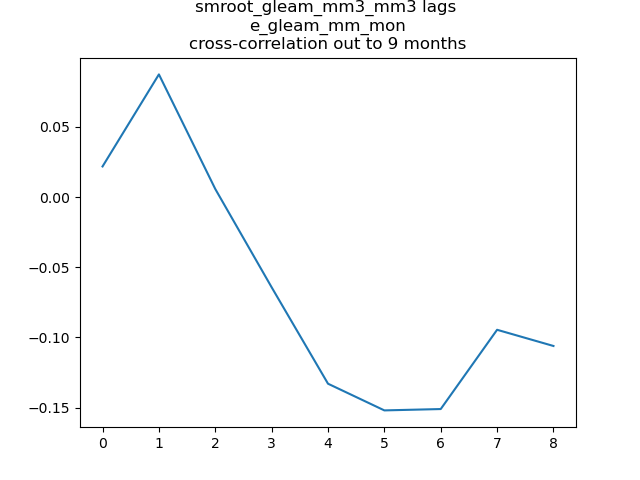 smroot_gleam_mm3_mm3 lags
e_gleam_mm_mon
cross-correlation out to 9 months
0.05
0.00
−0.05
−0.10
−0.15
0 1 2 3 4 5 6 7 8